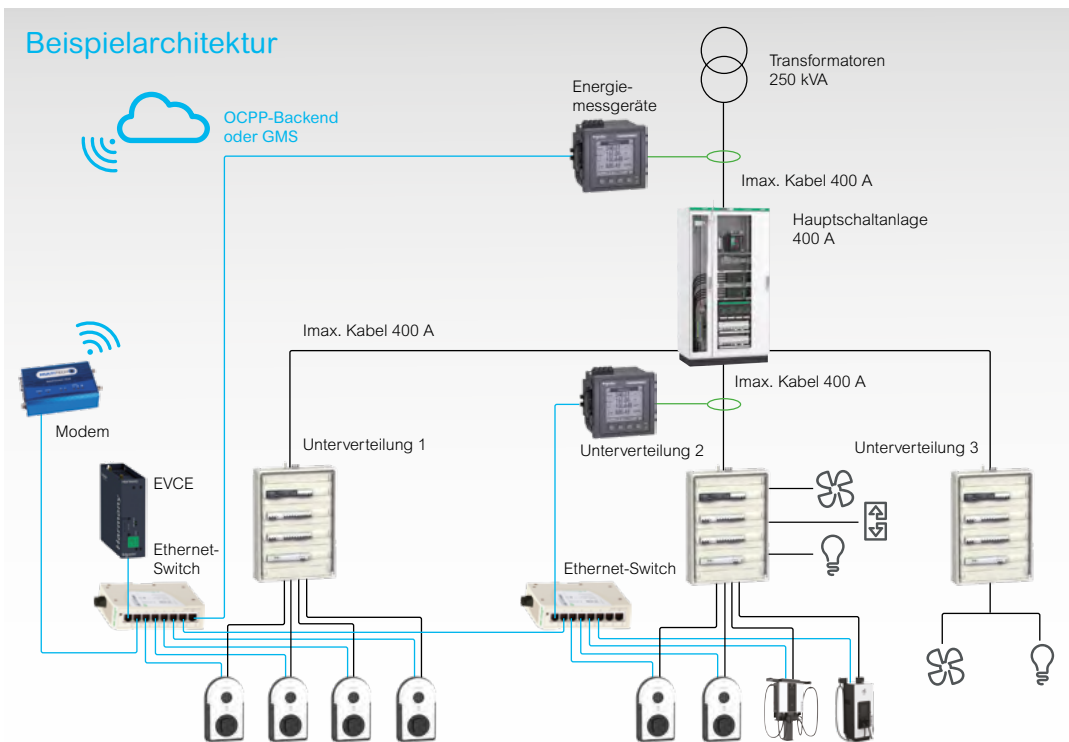 Beispielarchitektur
Transformatoren
250 kVA
Energie-
messgeräte
OCPP-Backend
oder GMS
Imax. Kabel 400 A
Hauptschaltanlage
400 A
Imax. Kabel 400 A
Imax. Kabel 400 A
Modem
Unterverteilung 1
Unterverteilung 2
Unterverteilung 3
EVCE
Harmony
Ethernet-
Switch
Ethernet-Switch